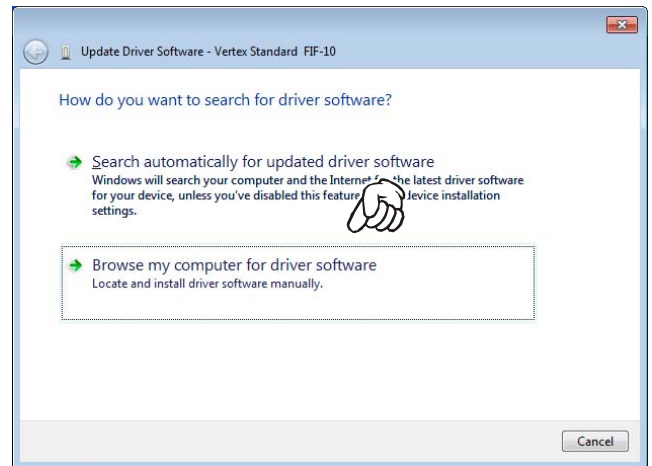 Update Driver Software - Vertex Standard FIF-10
How do you want to search for driver software?
Search automatically for updated driver software
Windows will search your computer and the Internet the latest driver software
for your device, unless you've disabled this feature device installation
settings.
Browse my computer for driver software
Locate and install driver software manually.
Cancel